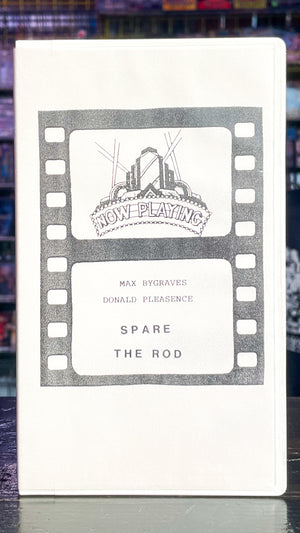 NOW PLAYING
MAX BYGRAVES
DONALD PLEASENCE
SPARE
THE ROD